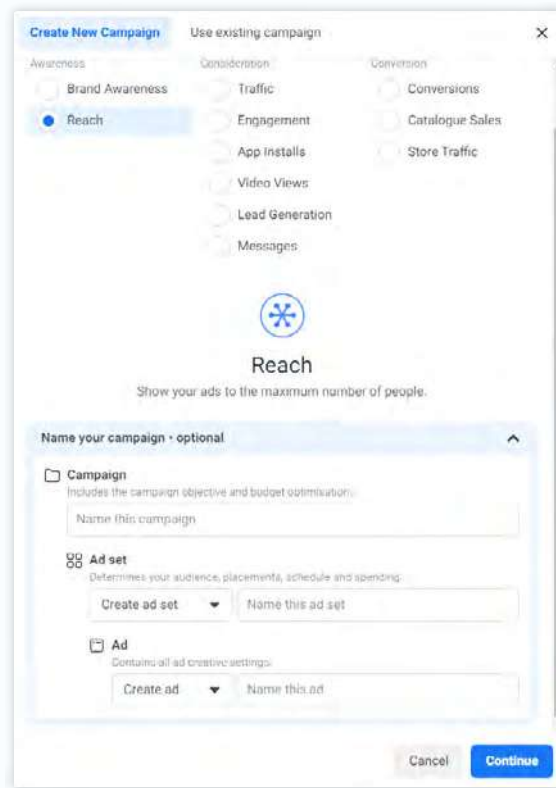 Create New Campaign Use existing campaign
Awareness Consideration Conversion
Brand Awareness Traffic Conversions
Reach Engagement Catalogue Sales
App Installs Store Traffic
Video Views
Lead Generation
Messages
Reach
Show your ads to the maximum number of people.
Name your campaign • optional
Campaign
Includes the campaign objective and budget optimisation.
Name this campaign
Ad set
Determines your audience, placements, schedule and spending.
Create ad set Name this ad set
Ad
Contains all ad creative settings.
Create ad Name this ad
Cancel Continue